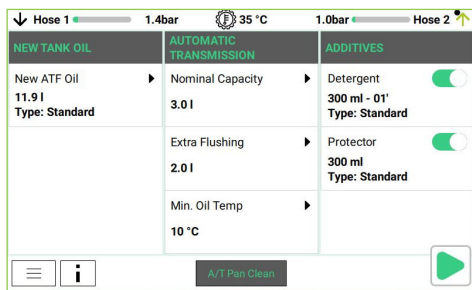 Hose 1 1.4bar 35 °C 1.0bar Hose 2
NEW TANK OIL
New ATF Oil
11.9 l
Type: Standard
AUTOMATIC
TRANSMISSION
Nominal Capacity
3.0 l
Extra Flushing
2.0 l
Min. Oil Temp
10 °C
ADDITIVES
Detergent
300 ml - 01'
Type: Standard
Protector
300 ml
Type: Standard
i
A/T Pan Clean